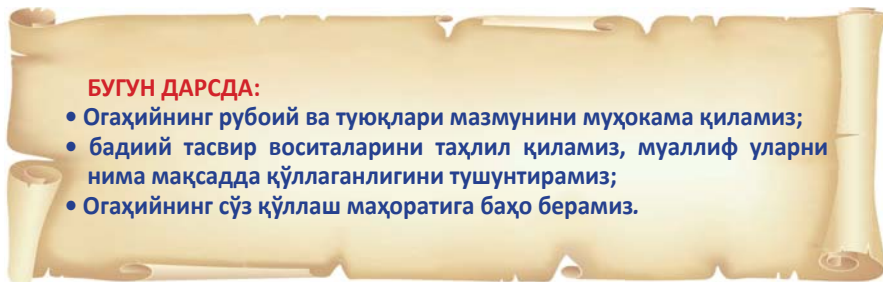 БУГУН ДАРСДА:
• Огаҳийнинг рубоий ва туюқлари мазмунини муҳокама қиламиз;
• бадиий тасвир воситаларини таҳлил қиламиз, муаллиф уларни
нима мақсадда қўллаганлигини тушунтирамиз;
• Огаҳийнинг сўз қўллаш маҳоратига баҳо берамиз.